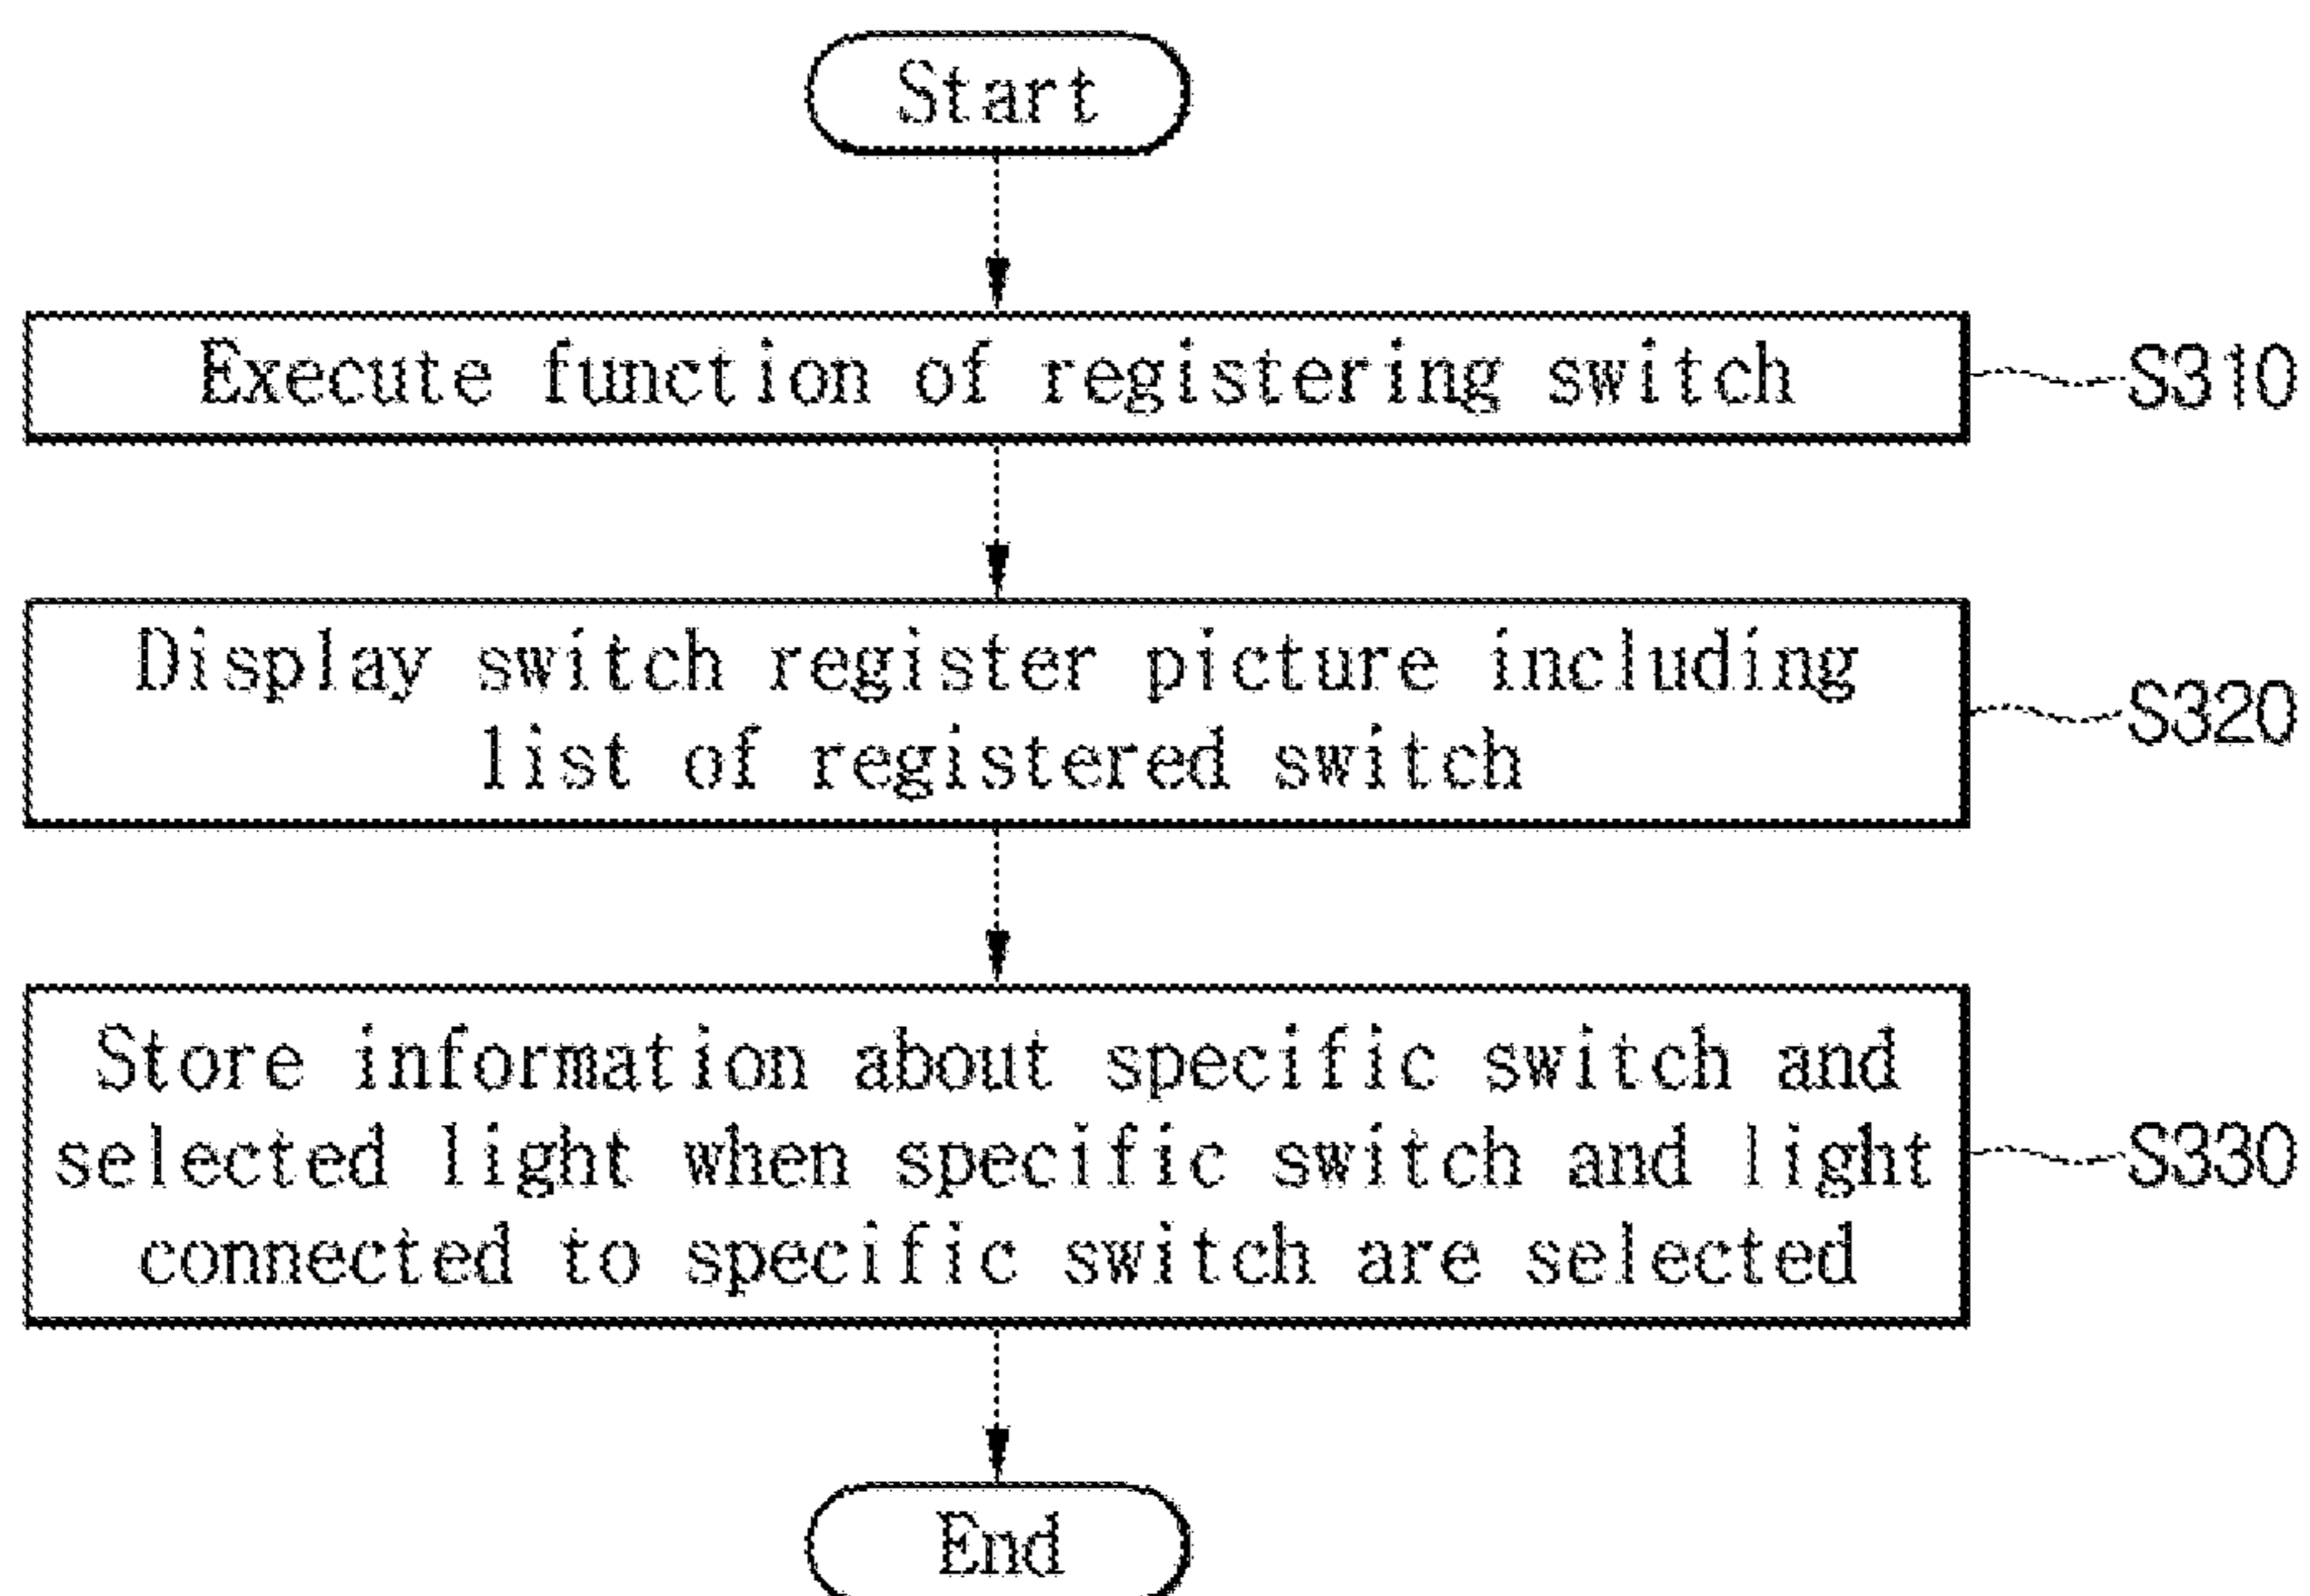 Start
Execute function of registering switch
S310
Display switch register picture including
list of registered switch
S320
Store information about specific switch and
selected light when specific switch and light
connected to specific switch are selected
S330
End